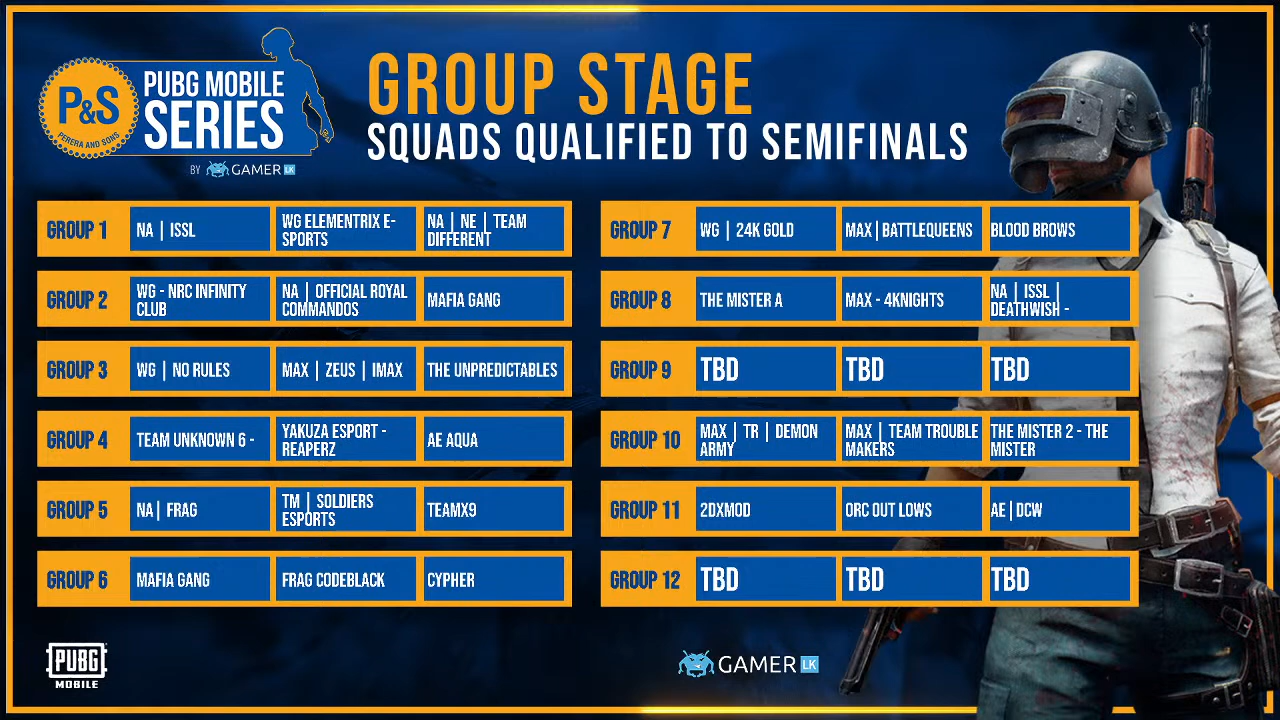 P&S
PERERA AND SONS
PUBG MOBILE
SERIES
BY GAMER LK
GROUP STAGE
SQUADS QUALIFIED TO SEMIFINALS
GROUP 1
NA | ISSL
WG ELEMENTRIX E-
SPORTS
NA | NE | TEAM
DIFFERENT
GROUP 2
WG - NRC INFINITY
CLUB
NA | OFFICIAL ROYAL
COMMANDOS
MAFIA GANG
GROUP 3
WG | NO RULES
MAX | ZEUS | IMAX
THE UNPREDICTABLES
GROUP 4
TEAM UNKNOWN 6 -
YAKUZA ESPORT -
REAPERZ
AE AQUA
GROUP 5
NA| FRAG
TM | SOLDIERS
ESPORTS
TEAMX9
GROUP 6
MAFIA GANG
FRAG CODEBLACK
CYPHER
GROUP 7
WG | 24K GOLD
MAX|BATTLEQUEENS
BLOOD BROWS
GROUP 8
THE MISTER A
MAX - 4KNIGHTS
NA | ISSL |
DEATHWISH -
GROUP 9
TBD
TBD
TBD
GROUP 10
MAX | TR | DEMON
ARMY
MAX | TEAM TROUBLE
MAKERS
THE MISTER 2 - THE
MISTER
GROUP 11
2DXMOD
ORC OUT LOWS
AE|DCW
GROUP 12
TBD
TBD
TBD
PUBG
MOBILE
GAMER LK